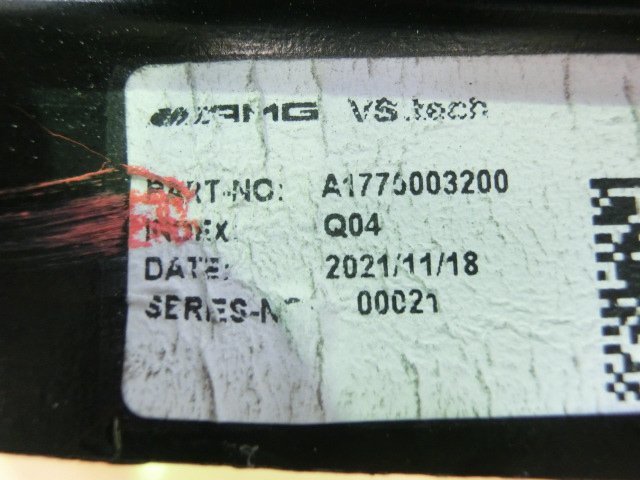 AMG VS.tech
PART-NO: A1775003200
INDEX: Q04
DATE: 2021/11/18
SERIES-NO 00021